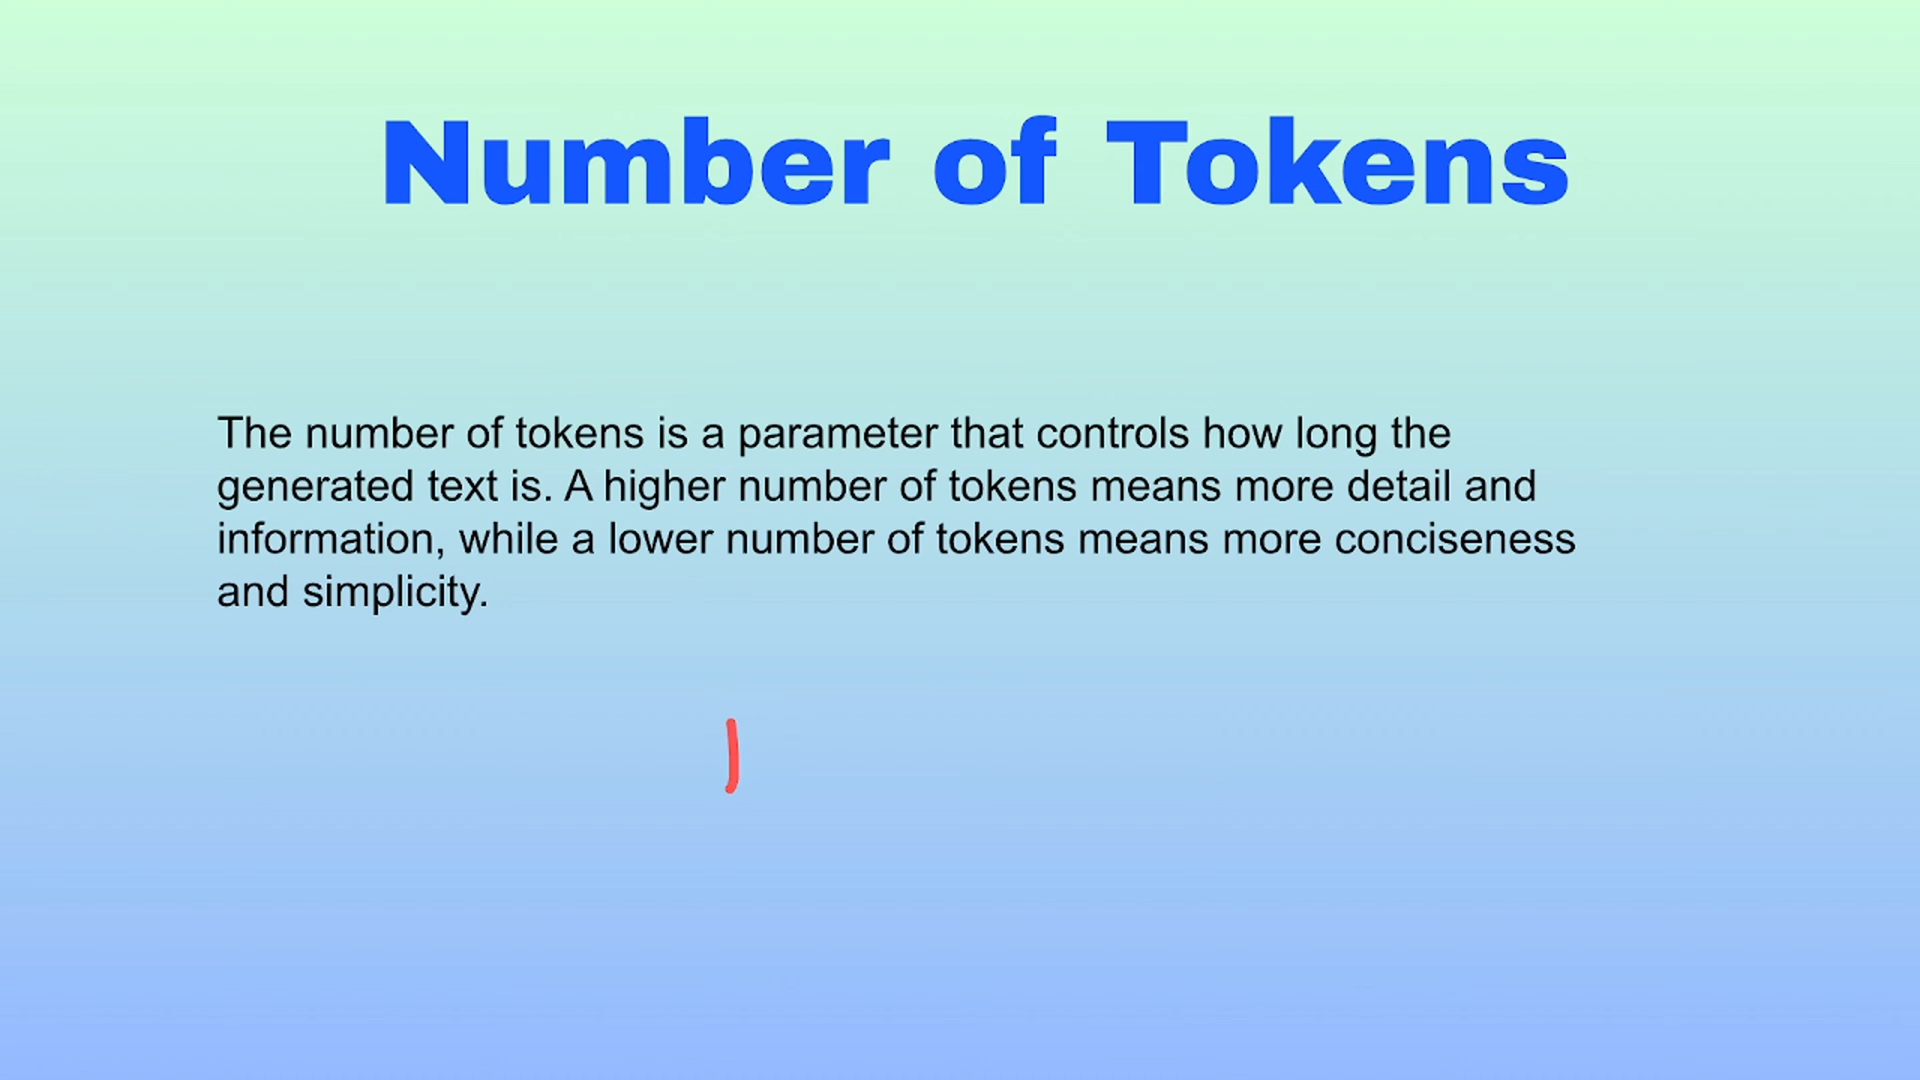 Number of Tokens
The number of tokens is a parameter that controls how long the
generated text is. A higher number of tokens means more detail and
information, while a lower number of tokens means more conciseness
and simplicity.